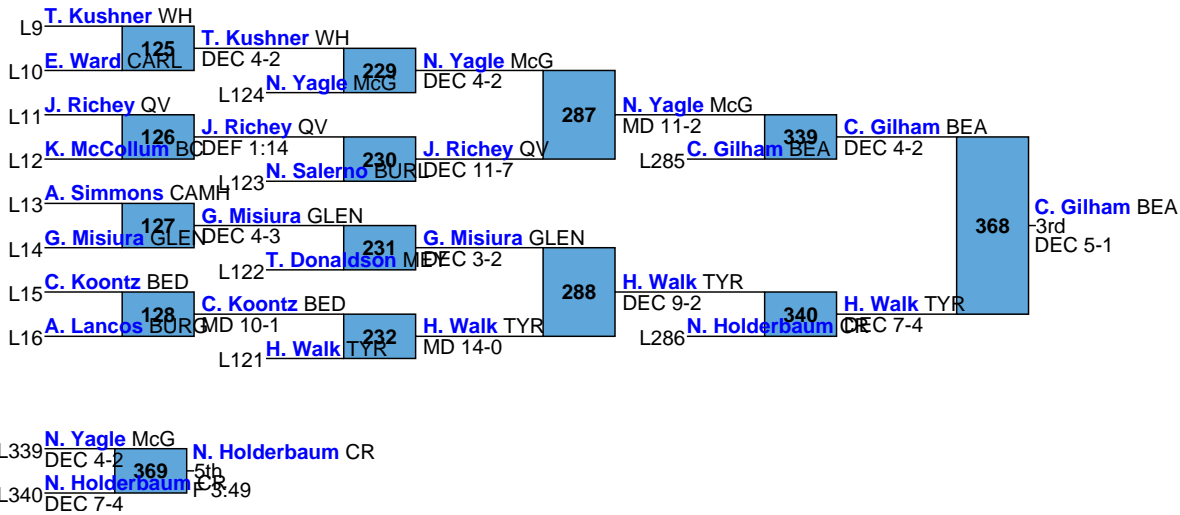 L9 T. Kushner WH
125
L10 E. Ward CARL
T. Kushner WH
DEC 4-2
229
L124 N. Yagle McG
N. Yagle McG
DEC 4-2
L11 J. Richey QV
126
L12 K. McCollum BC
J. Richey QV
DEF 1:14
230
L123 N. Salerno BURL
J. Richey QV
DEC 11-7
287
N. Yagle McG
MD 11-2
339
L285 C. Gilham BEA
C. Gilham BEA
DEC 4-2
L13 A. Simmons CAMH
127
L14 G. Misiura GLEN
G. Misiura GLEN
DEC 4-3
231
L122 T. Donaldson MEY
G. Misiura GLEN
DEC 3-2
L15 C. Koontz BED
128
L16 A. Lancos BURG
C. Koontz BED
MD 10-1
232
L121 H. Walk TYR
H. Walk TYR
MD 14-0
288
H. Walk TYR
DEC 9-2
340
L286 N. Holderbaum CR
H. Walk TYR
DEC 7-4
368
C. Gilham BEA
3rd
DEC 5-1
L339 N. Yagle McG
DEC 4-2
369
L340 N. Holderbaum CR
DEC 7-4
N. Holderbaum CR
5th
F 3:49